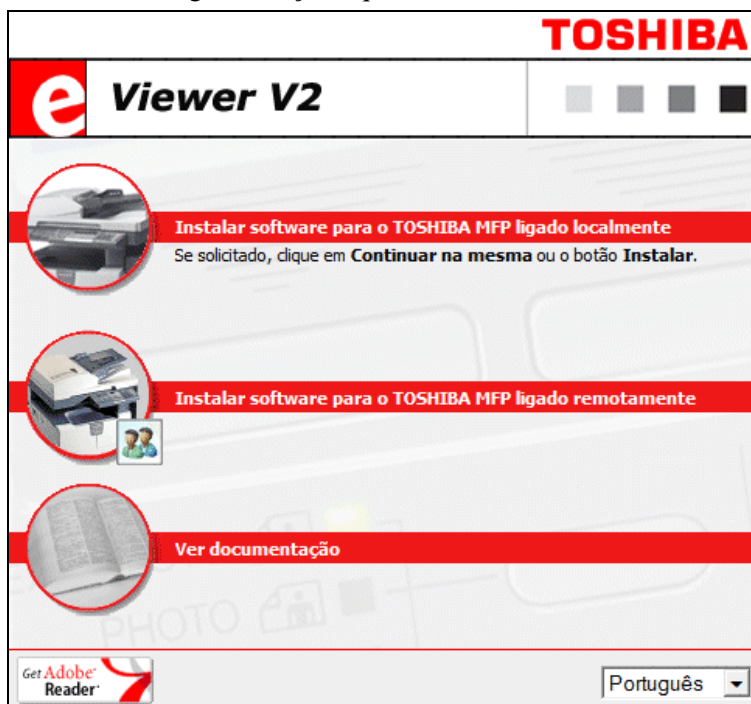 TOSHIBA
e Viewer V2
Instalar software para o TOSHIBA MFP ligado localmente
Se solicitado, clique em Continuar na mesma ou o botão Instalar.
Instalar software para o TOSHIBA MFP ligado remotamente
Ver documentação
PHOTO
Get Adobe
Reader
Português